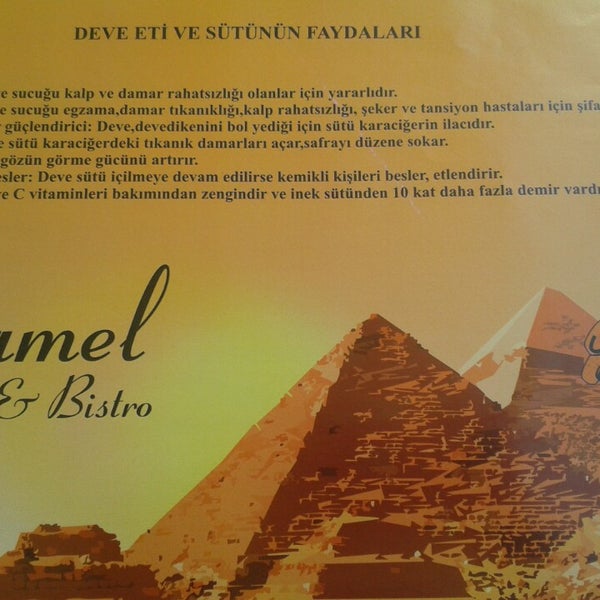 DEVE ETİ VE SÜTÜNÜN FAYDALARI
e sucuğu kalp ve damar rahatsızlığı olanlar için yararlıdır.
e sucuğu egzama,damar tıkanıklığı,kalp rahatsızlığı, şeker ve tansiyon hastaları için şifa
güçlendirici: Deve,devedikenini bol yediği için sütü karaciğerin ilacıdır.
e sütü karaciğerdeki tıkanık damarları açar,safrayı düzene sokar.
gözün görme gücünü artırır.
esler: Deve sütü içilmeye devam edilirse kemikli kişileri besler, etlendirir.
e C vitaminleri bakımından zengindir ve inek sütünden 10 kat daha fazla demir vardı
amel
& Bistro